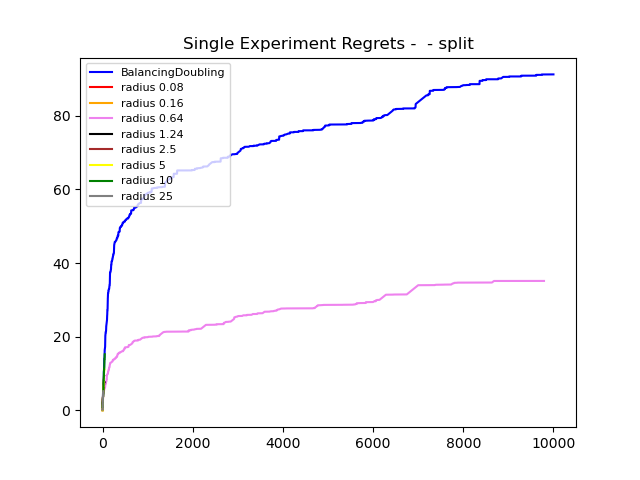 Single Experiment Regrets -  - split
BalancingDoubling
radius 0.08
radius 0.16
radius 0.64
radius 1.24
radius 2.5
radius 5
radius 10
radius 25
80
60
40
20
0
0 2000 4000 6000 8000 10000